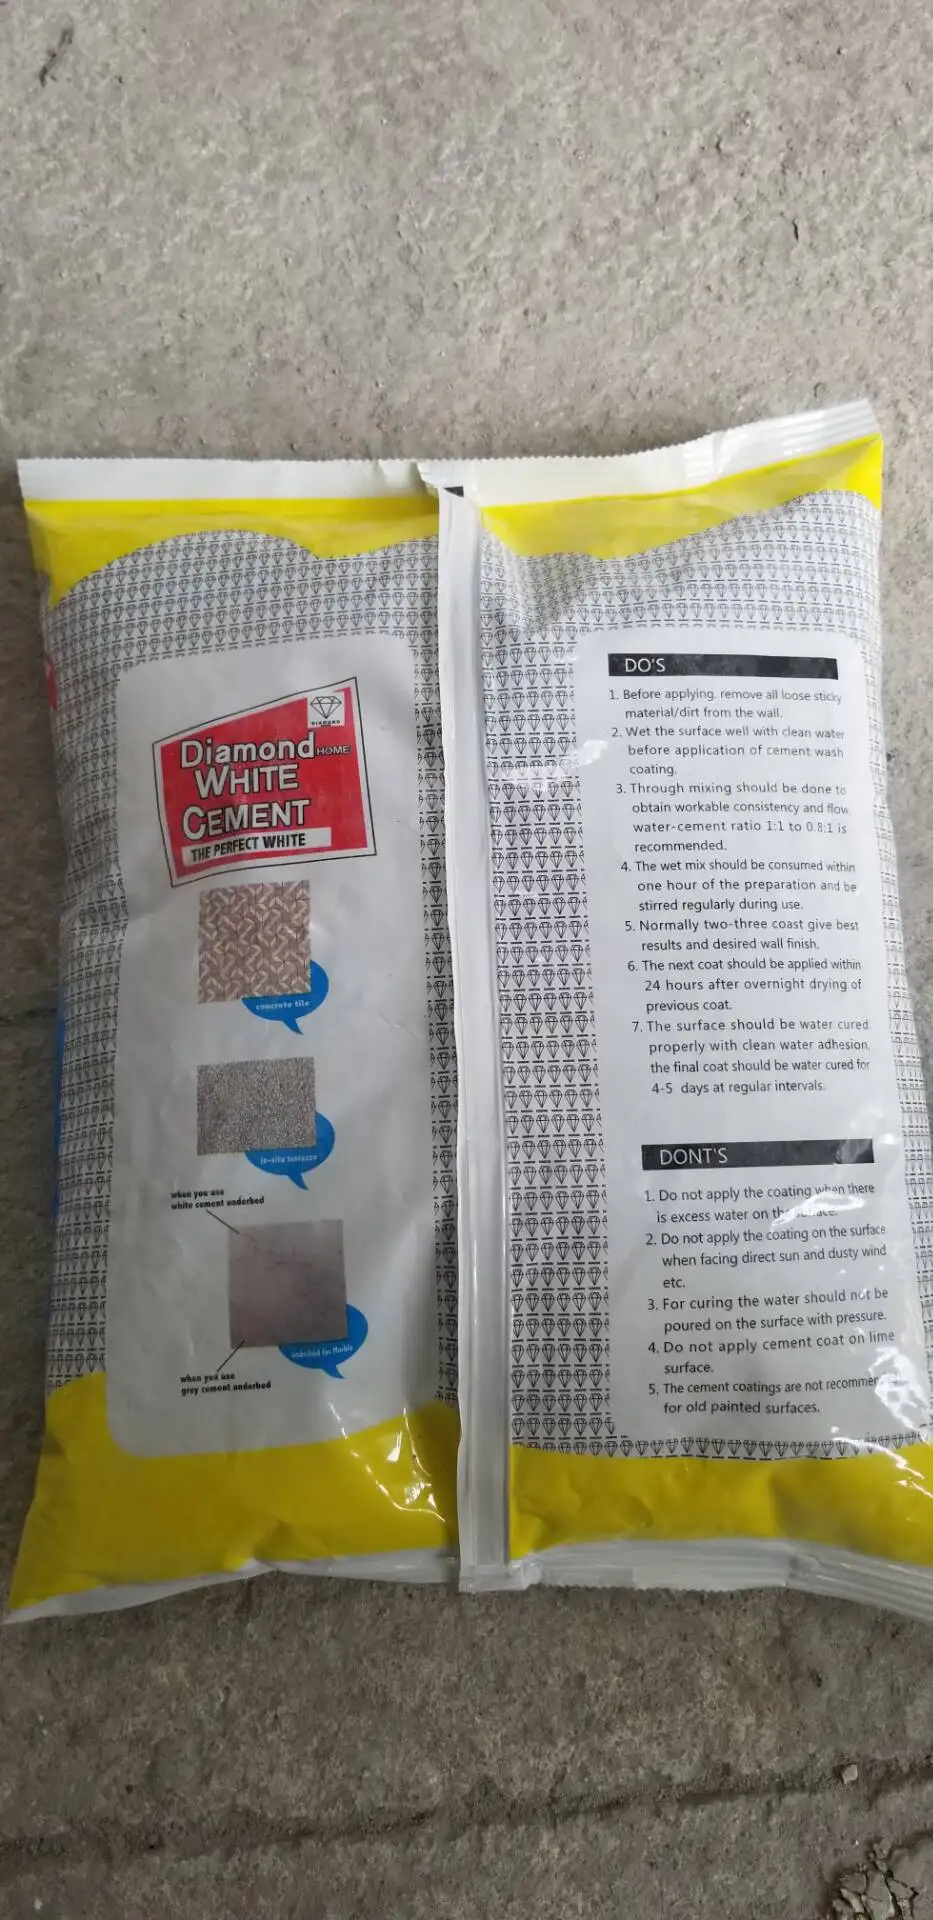 DIAMOND
Diamond HOME
WHITE
CEMENT
THE PERFECT WHITE
concrete tile
in-situ terrazzo
when you use
white cement underbed
underbed for Marble
when you use
grey cement underbed
DO'S
1. Before applying. remove all loose sticky
material/dirt from the wall.
2. Wet the surface well with clean water
before application of cement wash
coating.
3. Through mixing should be done to
obtain workable consistency and flow
water-cement ratio 1:1 to 0.8:1 is
recommended.
4. The wet mix should be consumed within
one hour of the preparation and be
stirred regularly during use.
5. Normally two-three coast give best
results and desired wall finish.
6. The next coat should be applied within
24 hours after overnight drying of
previous coat.
7. The surface should be water cured
properly with clean water adhesion,
the final coat should be water cured for
4-5 days at regular intervals.
DONT'S
1. Do not apply the coating when there
is excess water on the surface.
2. Do not apply the coating on the surface
when facing direct sun and dusty wind
etc.
3. For curing the water should not be
poured on the surface with pressure.
4. Do not apply cement coat on lime
surface.
5. The cement coatings are not recommen
for old painted surfaces.